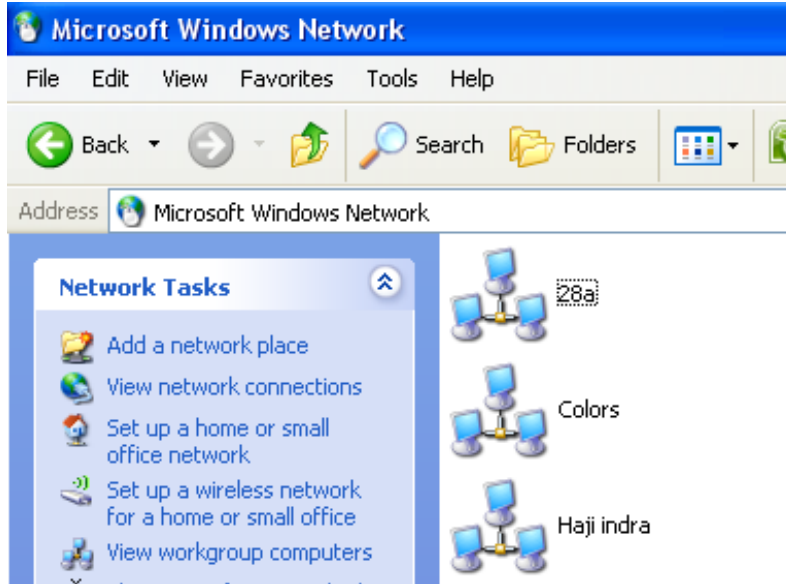 Microsoft Windows Network
File Edit View Favorites Tools Help
Back Search Folders
Address Microsoft Windows Network
Network Tasks
Add a network place
View network connections
Set up a home or small
office network
Set up a wireless network
for a home or small office
View workgroup computers
28a
Colors
Haji indra